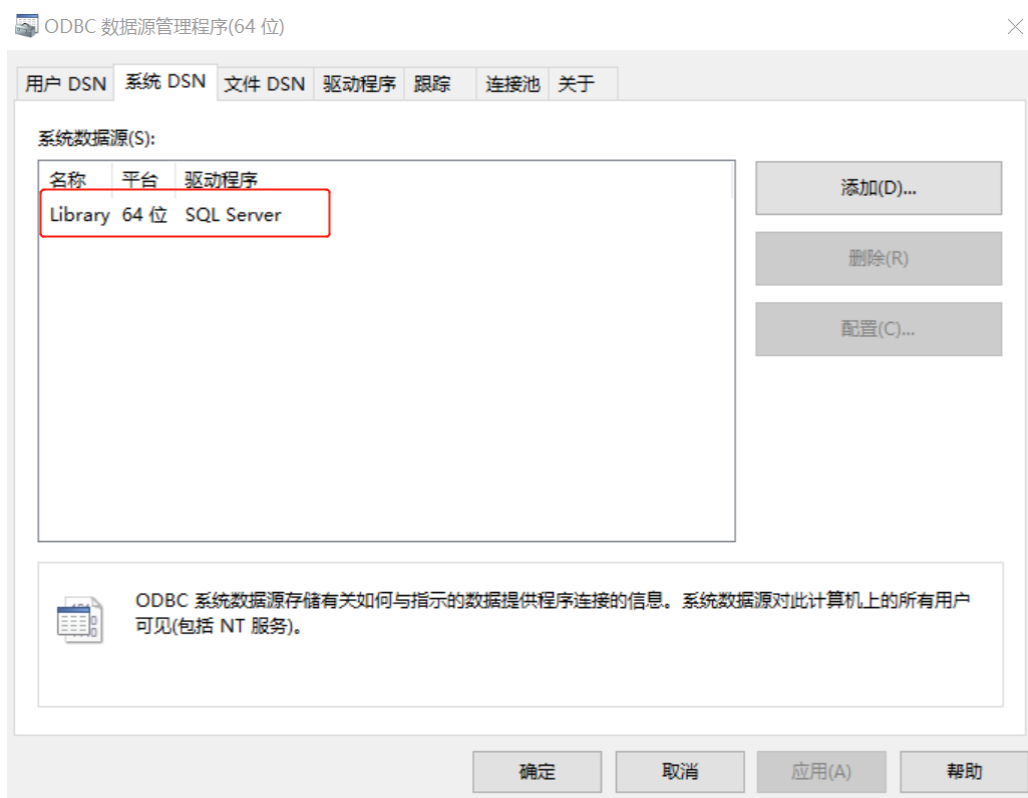 ODBC 数据源管理程序(64 位)
用户 DSN 系统 DSN 文件 DSN 驱动程序 跟踪 连接池 关于
系统数据源(S):
名称 平台 驱动程序
Library 64 位 SQL Server
添加(D)...
删除(R)
配置(C)...
ODBC 系统数据源存储有关如何与指示的数据提供程序连接的信息。系统数据源对此计算机上的所有用户
可见(包括 NT 服务)。
确定 取消 应用(A) 帮助